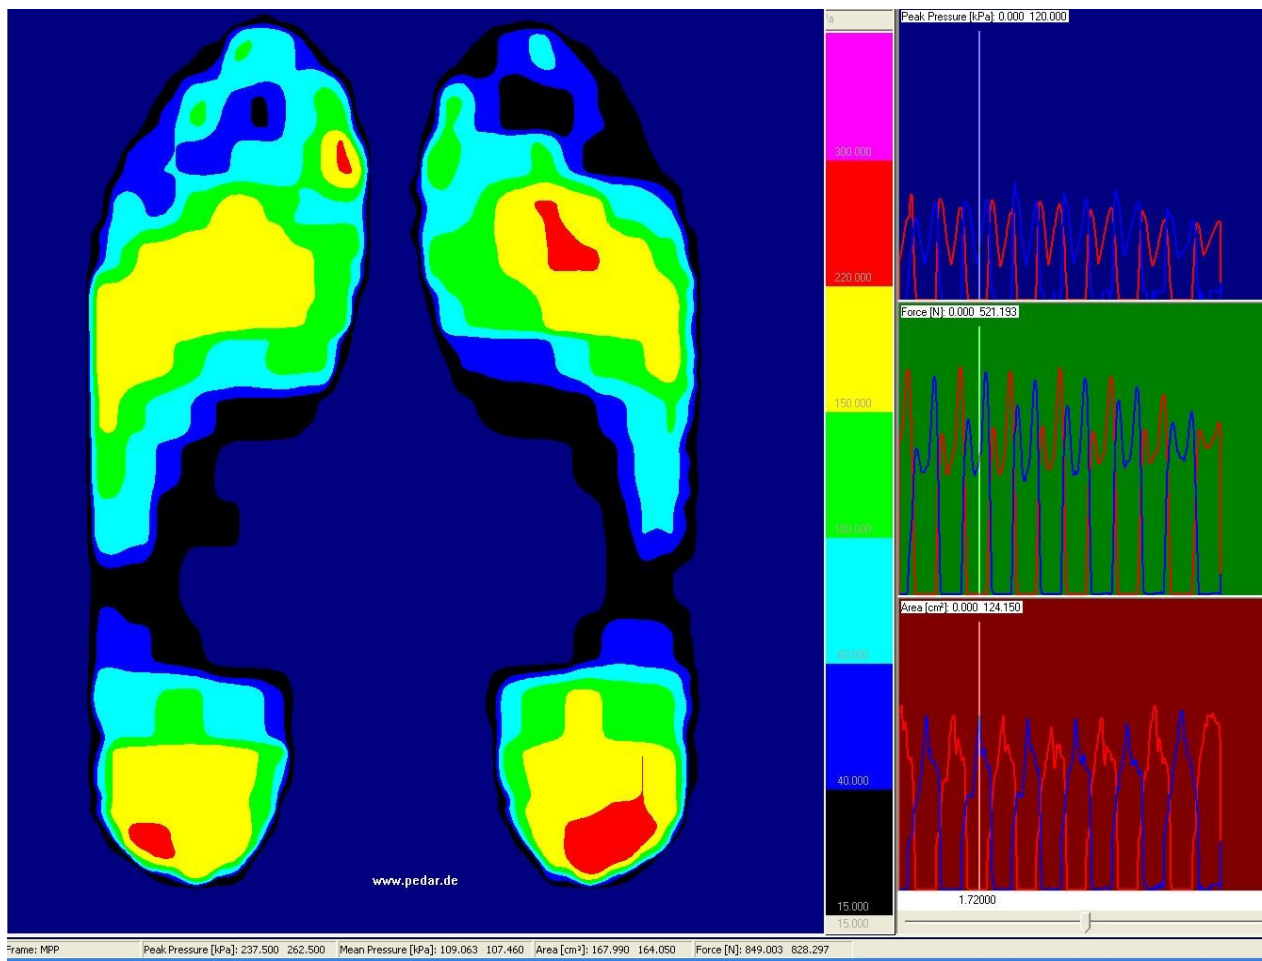 Pa
300.000
220.000
150.000
100.000
60.000
40.000
15.000
15.000
Peak Pressure [kPa]: 0.000 120.000
Force [N]: 0.000 521.193
Area [cm²]: 0.000 124.150
1.72000
www.pedar.de
Frame: MPP
Peak Pressure [kPa]: 237.500 262.500
Mean Pressure [kPa]: 109.063 107.460
Area [cm²]: 167.990 164.050
Force [N]: 849.003 828.297